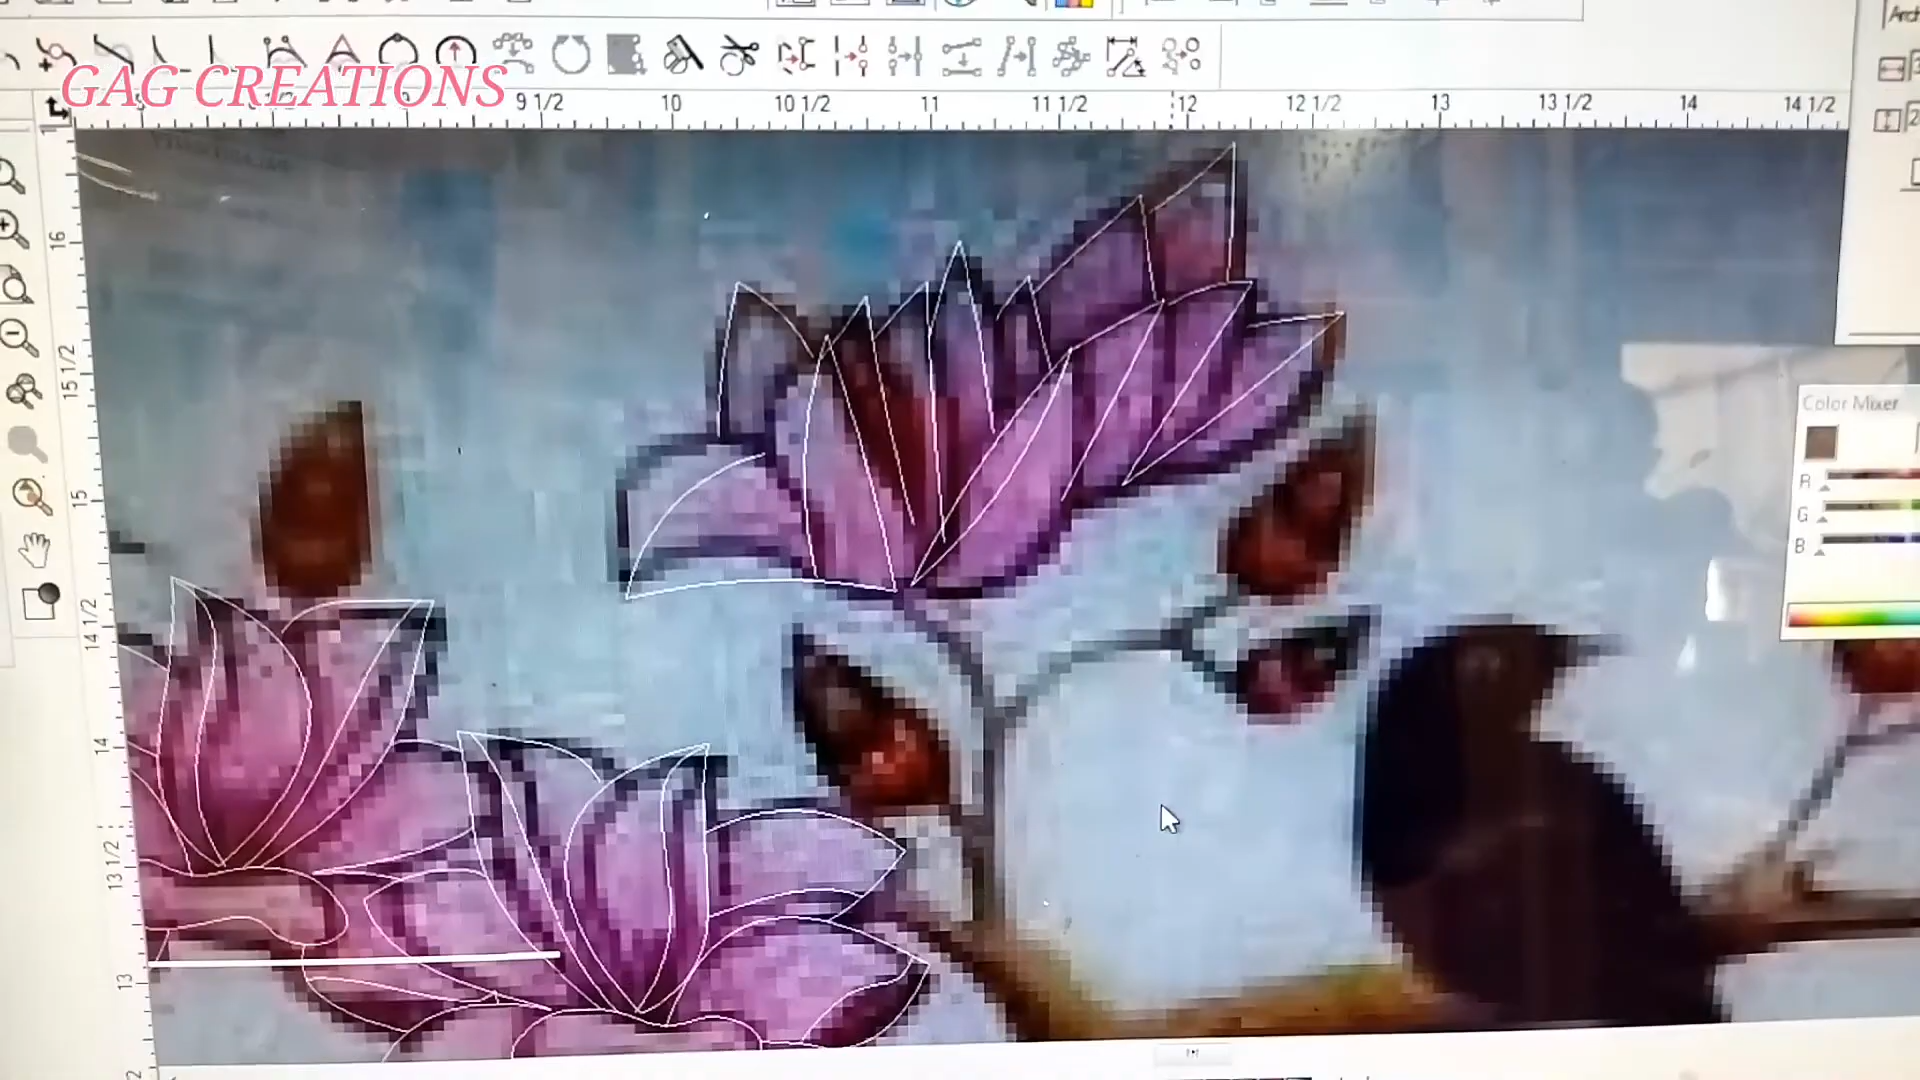 Arch
GAG CREATIONS
9 1/2 10 10 1/2 11 11 1/2 12 12 1/2 13 13 1/2 14 14 1/2
16
15 1/2
15
14 1/2
14
13 1/2
13
Color Mixer
R
G
B